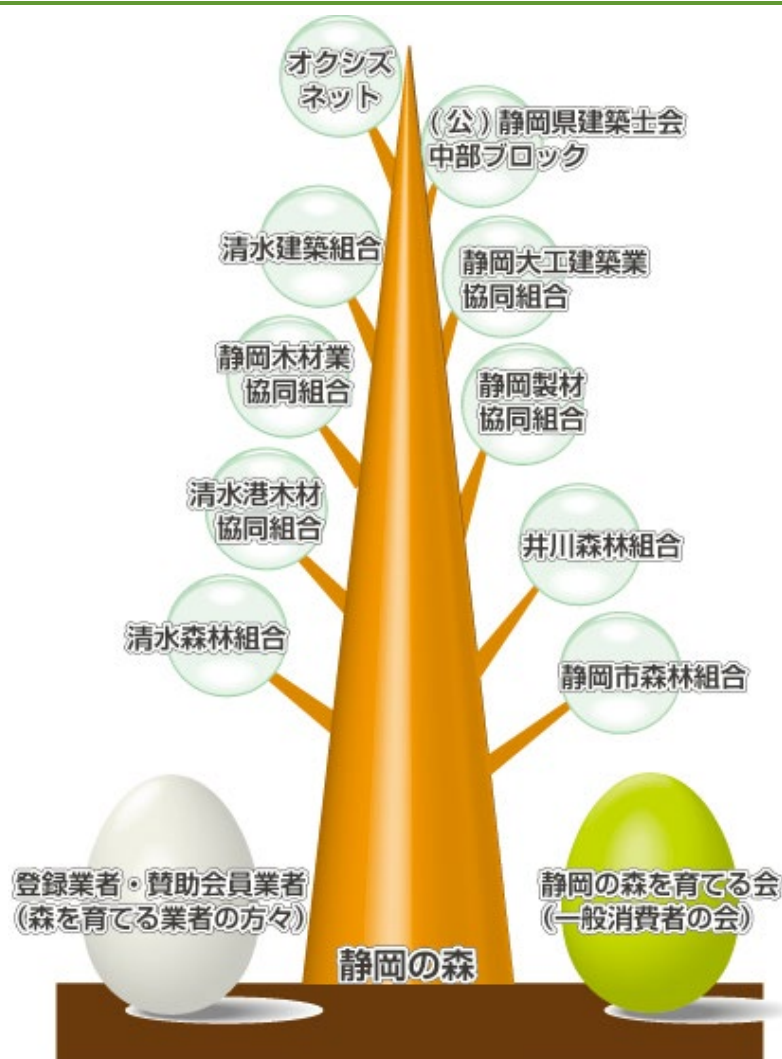 オクシズ
ネット
(公)静岡県建築士会
中部ブロック
清水建築組合
静岡大工建築業
協同組合
静岡木材業
協同組合
静岡製材
協同組合
清水港木材
協同組合
井川森林組合
清水森林組合
静岡市森林組合
登録業者・賛助会員業者
(森を育てる業者の方々)
静岡の森を育てる会
(一般消費者の会)
静岡の森